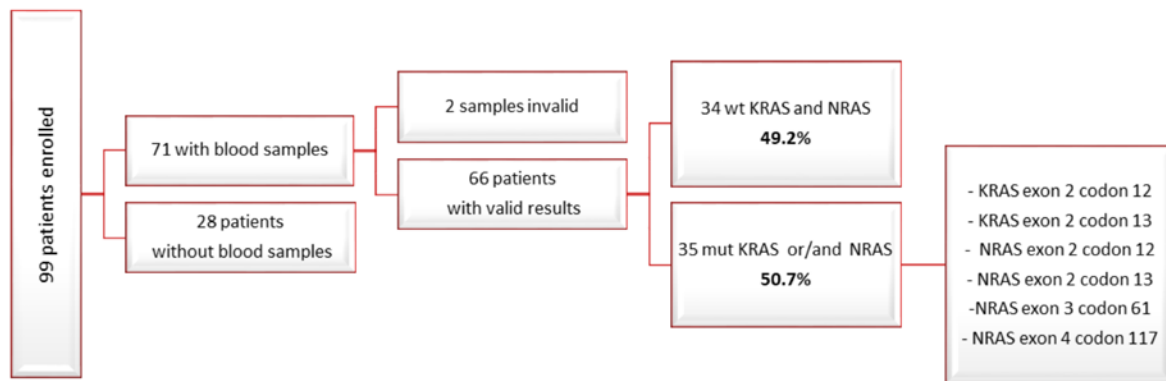 99 patients enrolled
71 with blood samples
28 patients
without blood samples
2 samples invalid
66 patients
with valid results
34 wt KRAS and NRAS
49.2%
35 mut KRAS or/and NRAS
50.7%
- KRAS exon 2 codon 12
- KRAS exon 2 codon 13
- NRAS exon 2 codon 12
- NRAS exon 2 codon 13
-NRAS exon 3 codon 61
- NRAS exon 4 codon 117